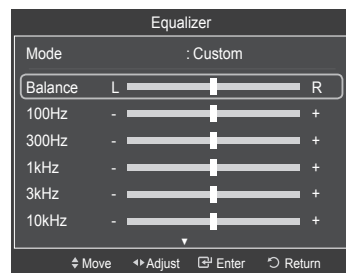 Equalizer
Mode : Custom
Balance L R
100Hz - +
300Hz - +
1kHz - +
3kHz - +
10kHz - +
▼
Move Adjust Enter Return